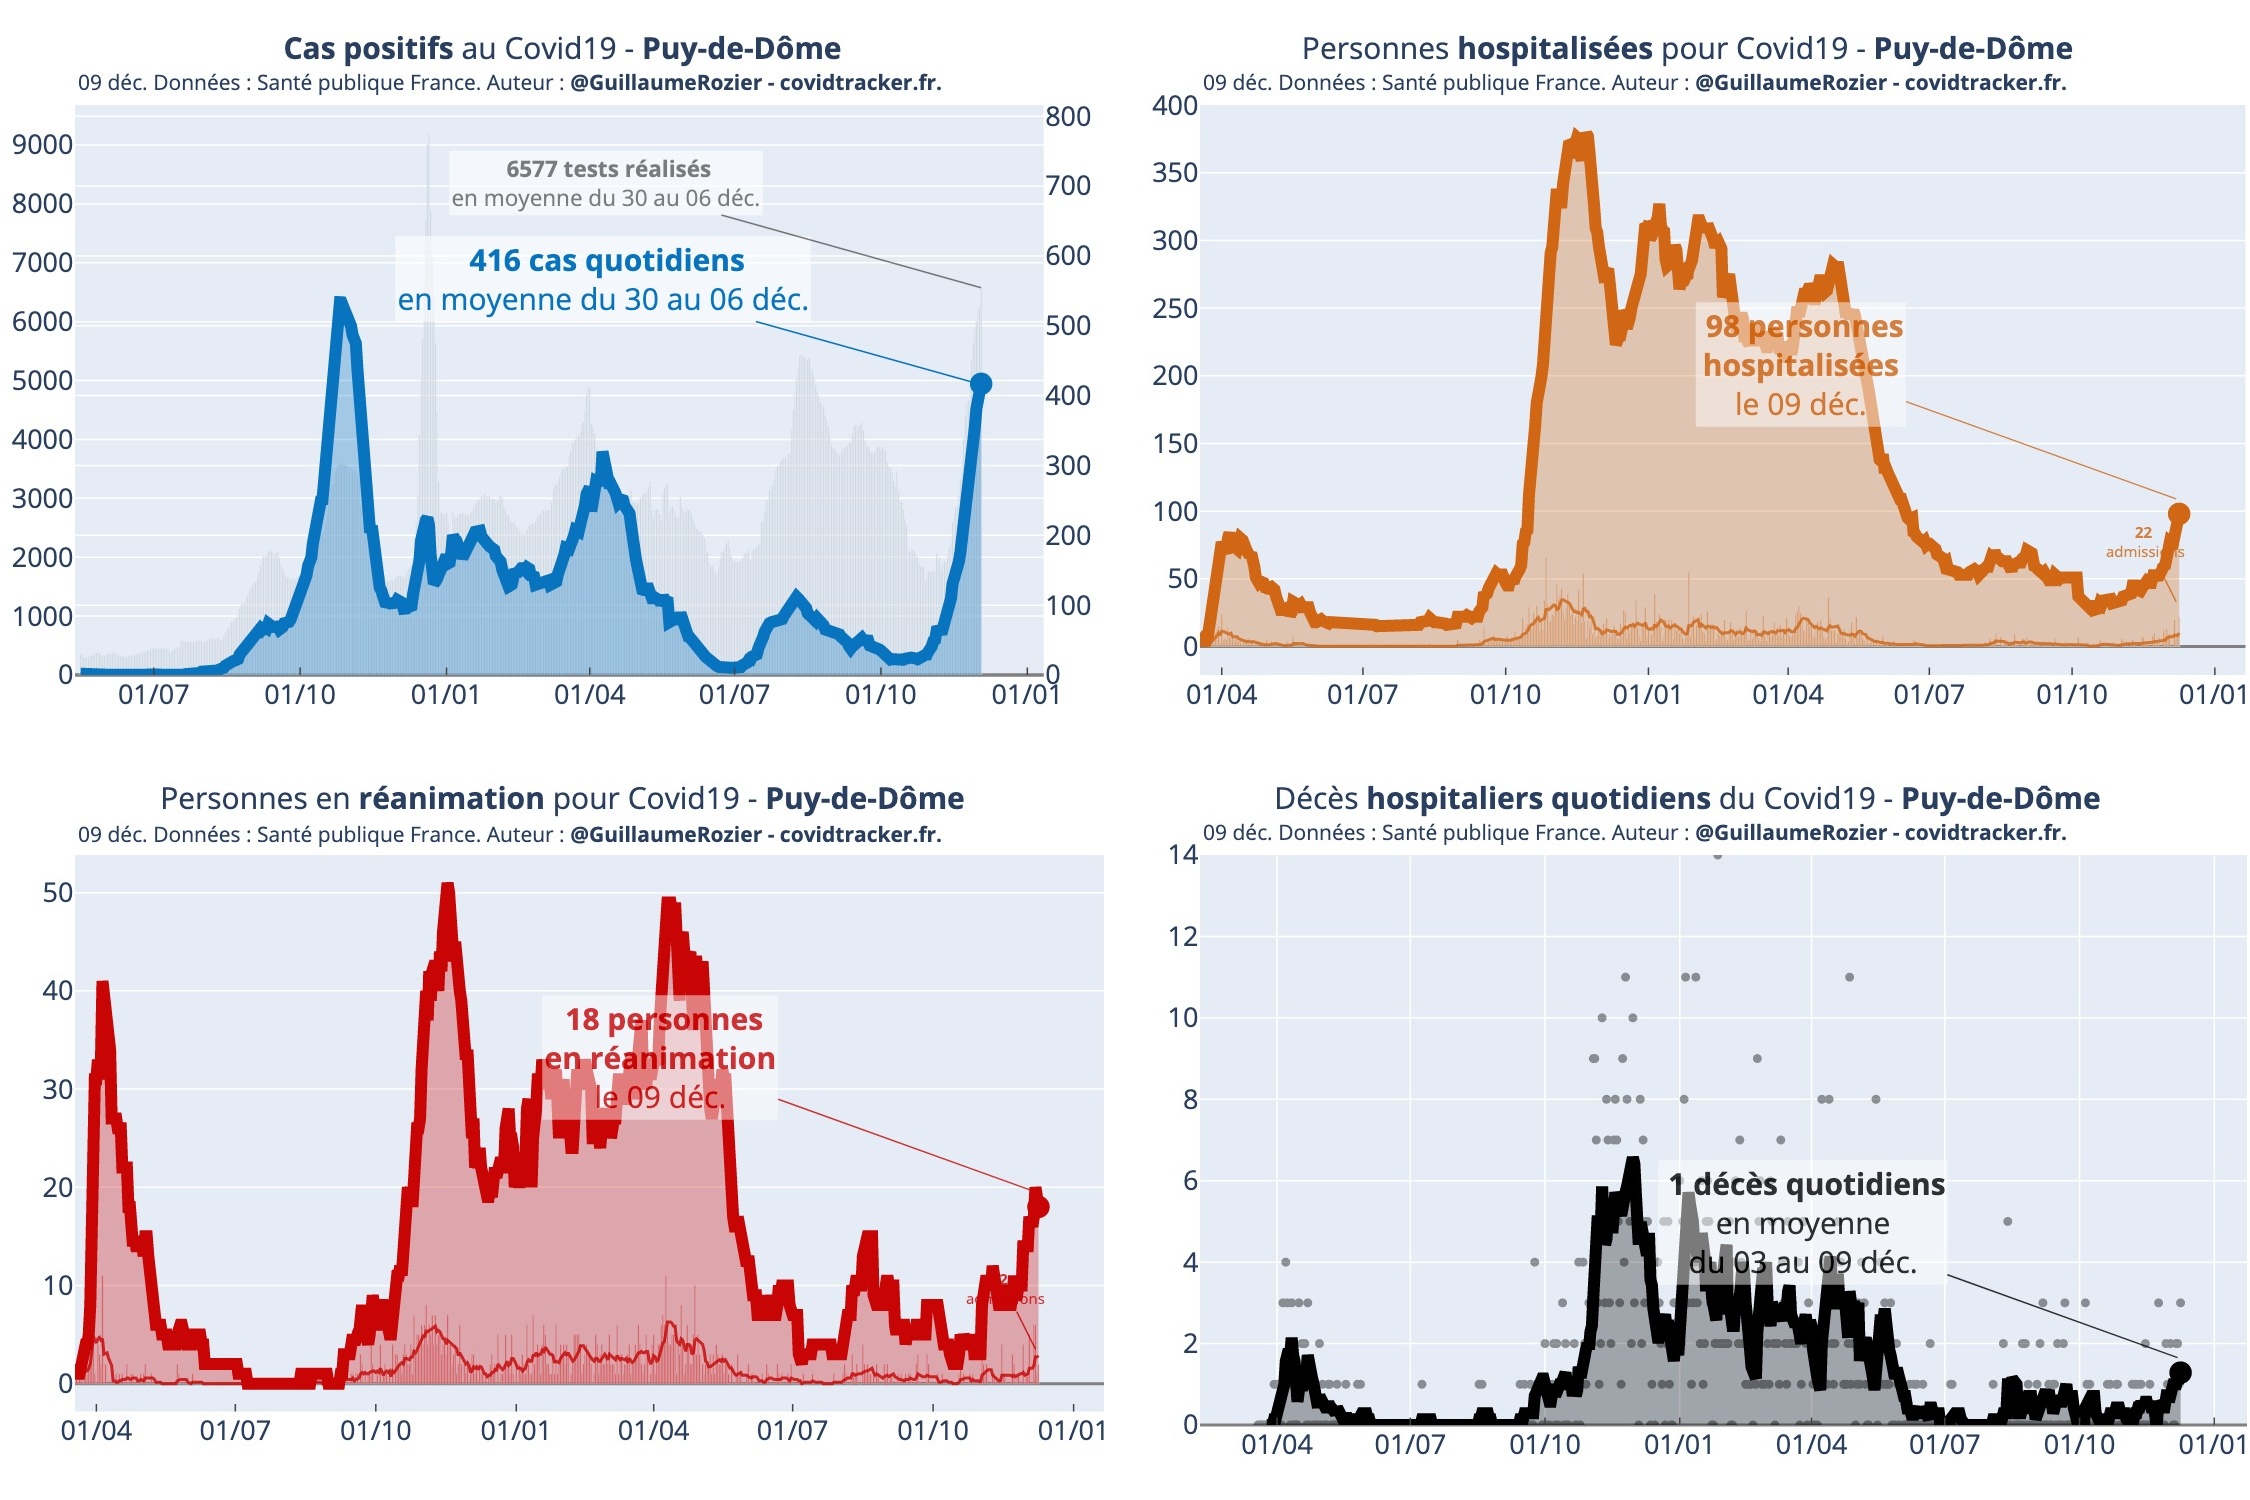 Cas positifs au Covid19 - Puy-de-Dôme
09 déc. Données : Santé publique France. Auteur : @GuillaumeRozier - covidtracker.fr.
9000
8000
7000
6000
5000
4000
3000
2000
1000
0
800
700
600
500
400
300
200
100
0
6577 tests réalisés
en moyenne du 30 au 06 déc.
416 cas quotidiens
en moyenne du 30 au 06 déc.
01/07 01/10 01/01 01/04 01/07 01/10 01/01
Personnes hospitalisées pour Covid19 - Puy-de-Dôme
09 déc. Données : Santé publique France. Auteur : @GuillaumeRozier - covidtracker.fr.
400
350
300
250
200
150
100
50
0
98 personnes
hospitalisées
le 09 déc.
22
admissions
01/04 01/07 01/10 01/01 01/04 01/07 01/10 01/01
Personnes en réanimation pour Covid19 - Puy-de-Dôme
09 déc. Données : Santé publique France. Auteur : @GuillaumeRozier - covidtracker.fr.
50
40
30
20
10
0
18 personnes
en réanimation
le 09 déc.
admissions
01/04 01/07 01/10 01/01 01/04 01/07 01/10 01/01
Décès hospitaliers quotidiens du Covid19 - Puy-de-Dôme
09 déc. Données : Santé publique France. Auteur : @GuillaumeRozier - covidtracker.fr.
14
12
10
8
6
4
2
0
1 décès quotidiens
en moyenne
du 03 au 09 déc.
01/04 01/07 01/10 01/01 01/04 01/07 01/10 01/01